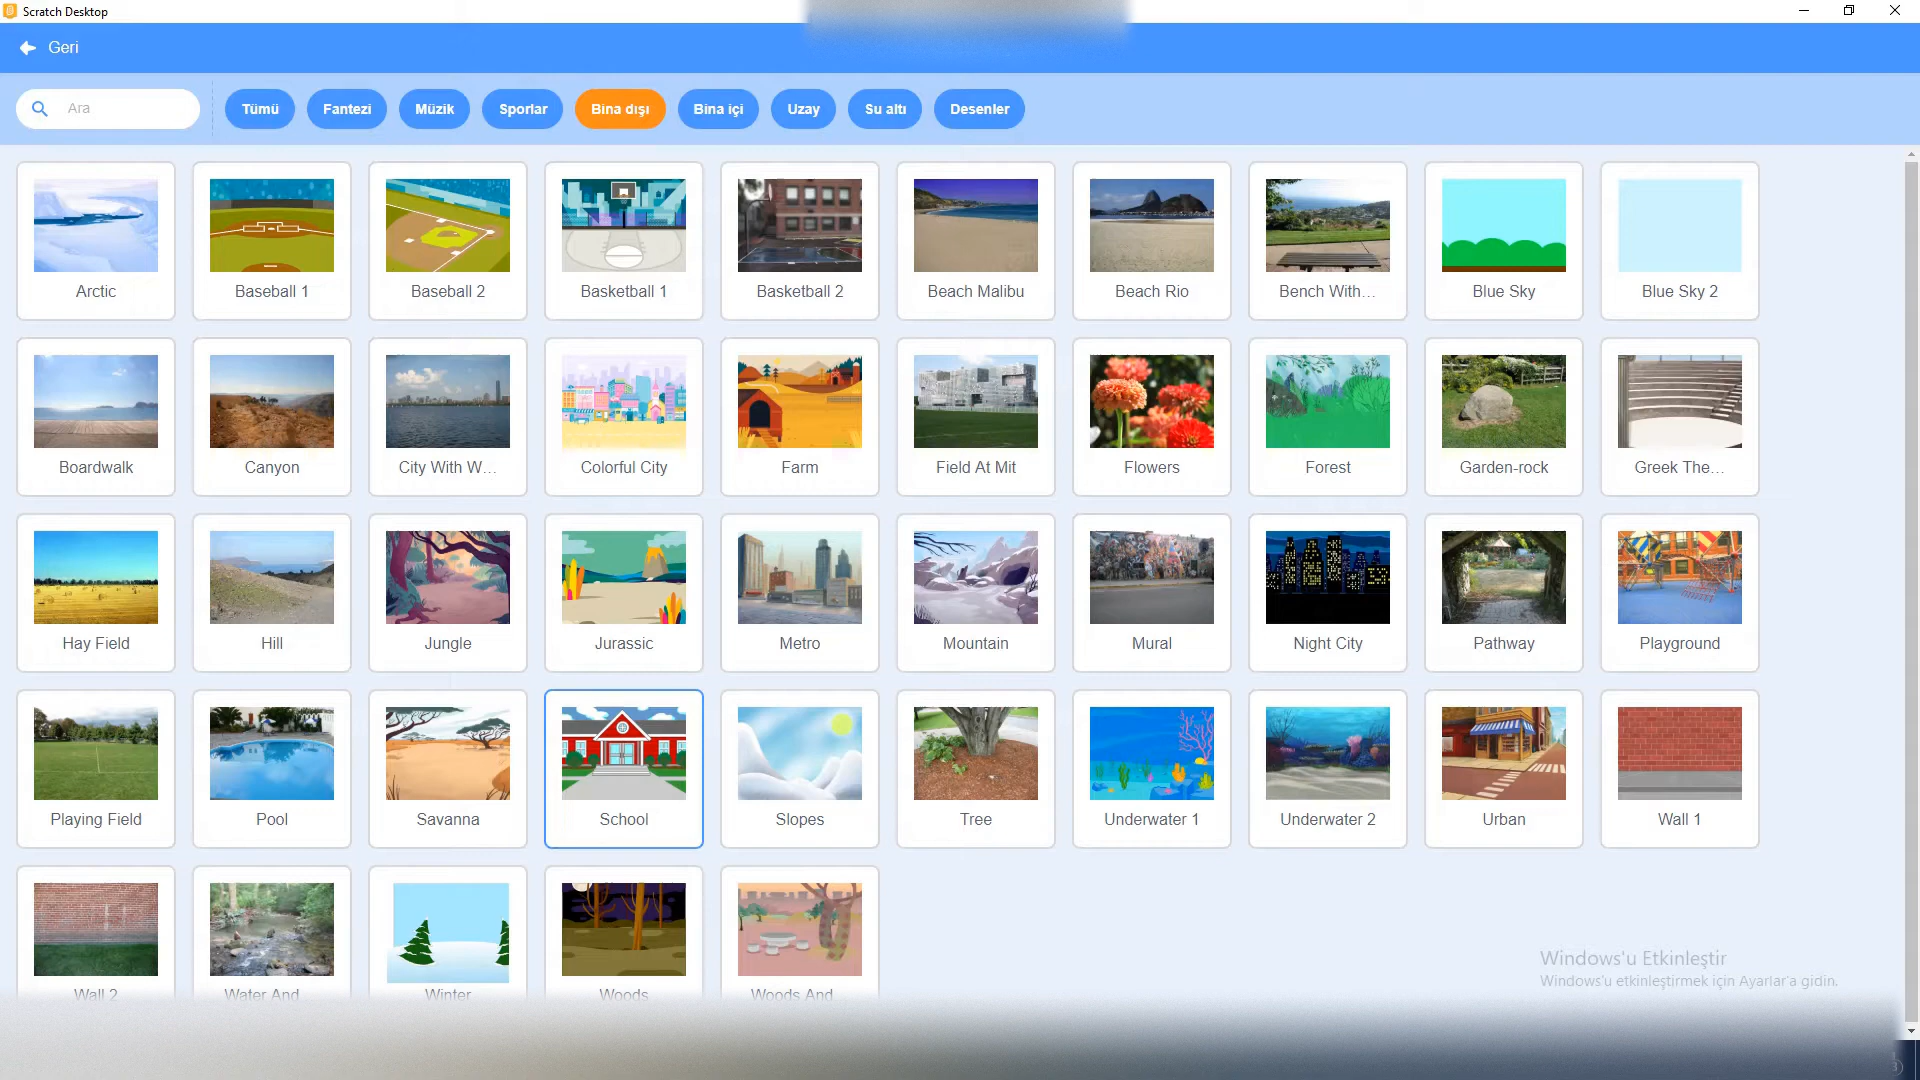 Scratch Desktop
Geri
Ara
Tümü
Fantezi
Müzik
Sporlar
Bina dışı
Bina içi
Uzay
Su altı
Desenler
Arctic
Baseball 1
Baseball 2
Basketball 1
Basketball 2
Beach Malibu
Beach Rio
Bench With...
Blue Sky
Blue Sky 2
Boardwalk
Canyon
City With W...
Colorful City
Farm
Field At Mit
Flowers
Forest
Garden-rock
Greek The...
Hay Field
Hill
Jungle
Jurassic
Metro
Mountain
Mural
Night City
Pathway
Playground
Playing Field
Pool
Savanna
School
Slopes
Tree
Underwater 1
Underwater 2
Urban
Wall 1
Wall 2
Water And
Winter
Woods
Woods And
Windows'u Etkinleştir
Windows'u etkinleştirmek için Ayarlar'a gidin.